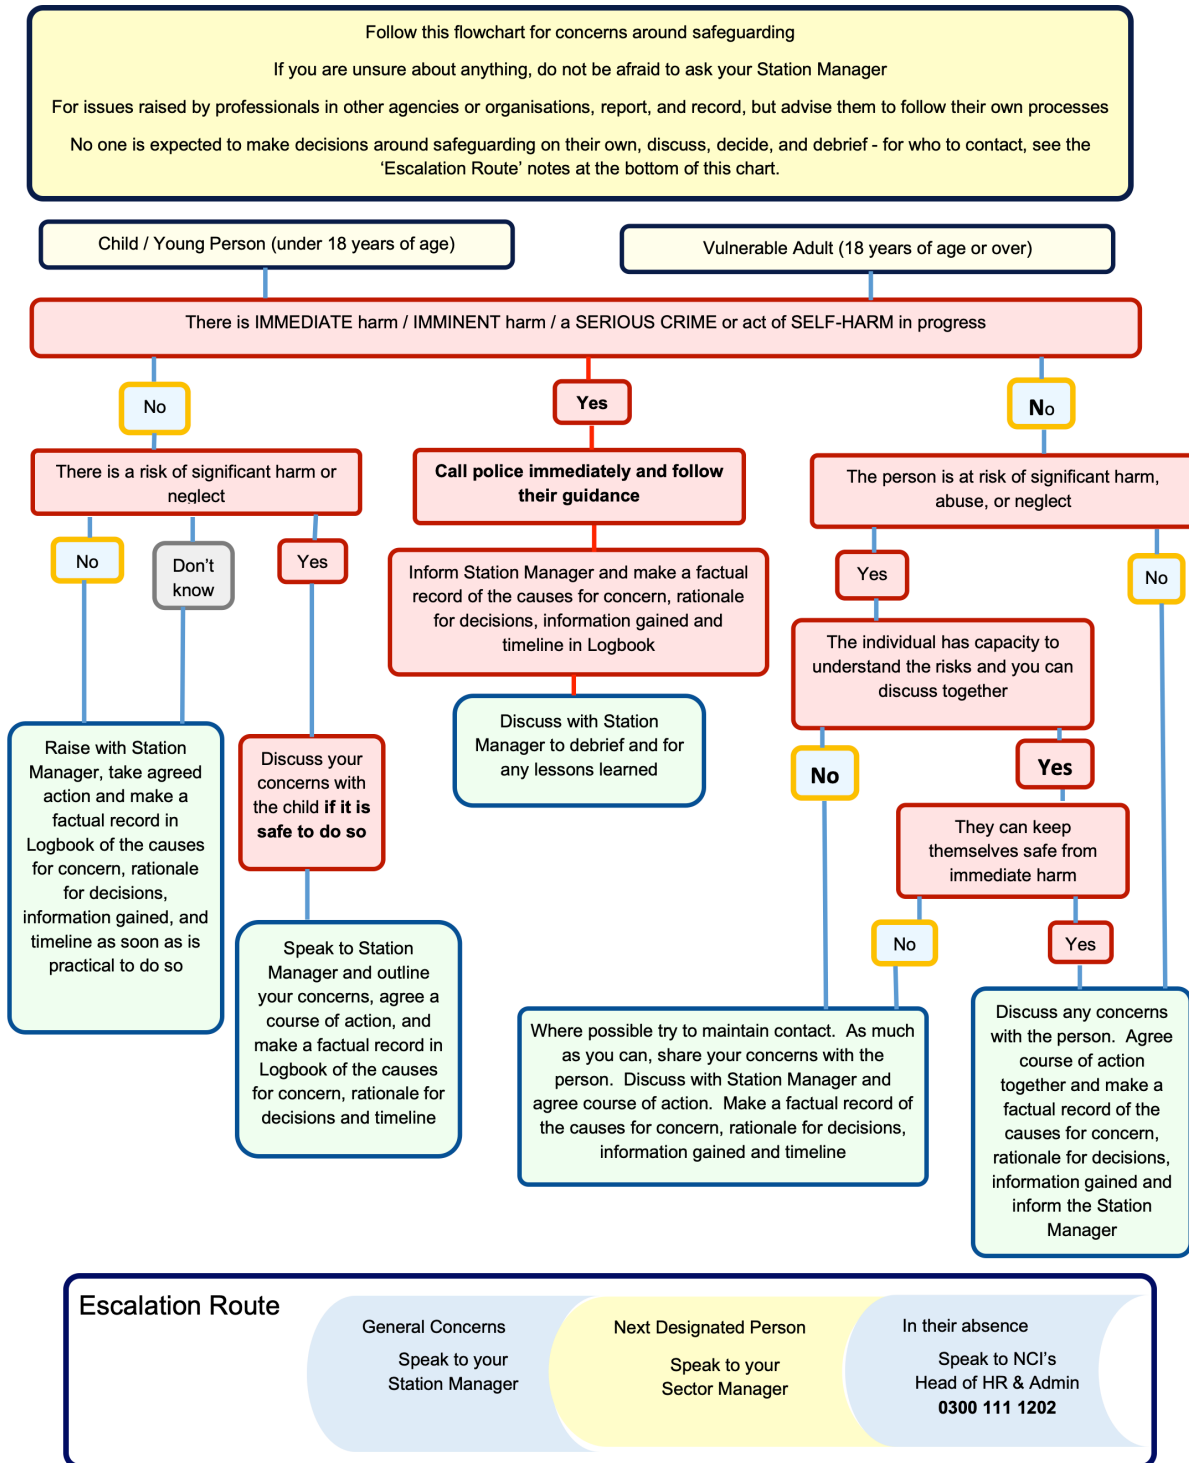 Follow this flowchart for concerns around safeguarding
If you are unsure about anything, do not be afraid to ask your Station Manager
For issues raised by professionals in other agencies or organisations, report, and record, but advise them to follow their own processes
No one is expected to make decisions around safeguarding on their own, discuss, decide, and debrief - for who to contact, see the
‘Escalation Route’ notes at the bottom of this chart.
Child / Young Person (under 18 years of age)
Vulnerable Adult (18 years of age or over)
There is IMMEDIATE harm / IMMINENT harm / a SERIOUS CRIME or act of SELF-HARM in progress
No
Yes
No
There is a risk of significant harm or
neglect
Call police immediately and follow
their guidance
The person is at risk of significant harm,
abuse, or neglect
No
Don’t
know
Yes
Inform Station Manager and make a factual
record of the causes for concern, rationale
for decisions, information gained and
timeline in Logbook
Yes
No
The individual has capacity to
understand the risks and you can
discuss together
Discuss with Station
Manager to debrief and for
any lessons learned
No
Yes
Raise with Station
Manager, take agreed
action and make a
factual record in
Logbook of the causes
for concern, rationale
for decisions,
information gained, and
timeline as soon as is
practical to do so
Discuss your
concerns with
the child if it is
safe to do so
They can keep
themselves safe from
immediate harm
No
Yes
Speak to Station
Manager and outline
your concerns, agree a
course of action, and
make a factual record in
Logbook of the causes
for concern, rationale for
decisions and timeline
Where possible try to maintain contact.  As much
as you can, share your concerns with the
person.  Discuss with Station Manager and
agree course of action.  Make a factual record of
the causes for concern, rationale for decisions,
information gained and timeline
Discuss any concerns
with the person.  Agree
course of action
together and make a
factual record of the
causes for concern,
rationale for decisions,
information gained and
inform the Station
Manager
Escalation Route
General Concerns
Speak to your
Station Manager
Next Designated Person
Speak to your
Sector Manager
In their absence
Speak to NCI’s
Head of HR & Admin
0300 111 1202